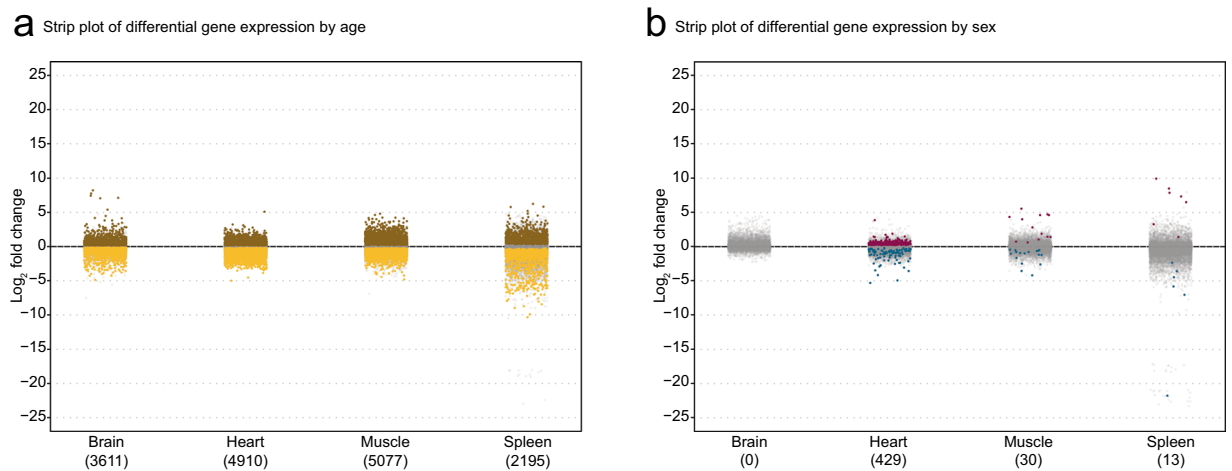 a Strip plot of differential gene expression by age
Log2 fold change
25
20
15
10
5
0
−5
−10
−15
−20
−25
Brain Heart Muscle Spleen
(3611) (4910) (5077) (2195)
b Strip plot of differential gene expression by sex
Log2 fold change
25
20
15
10
5
0
−5
−10
−15
−20
−25
Brain Heart Muscle Spleen
(0) (429) (30) (13)